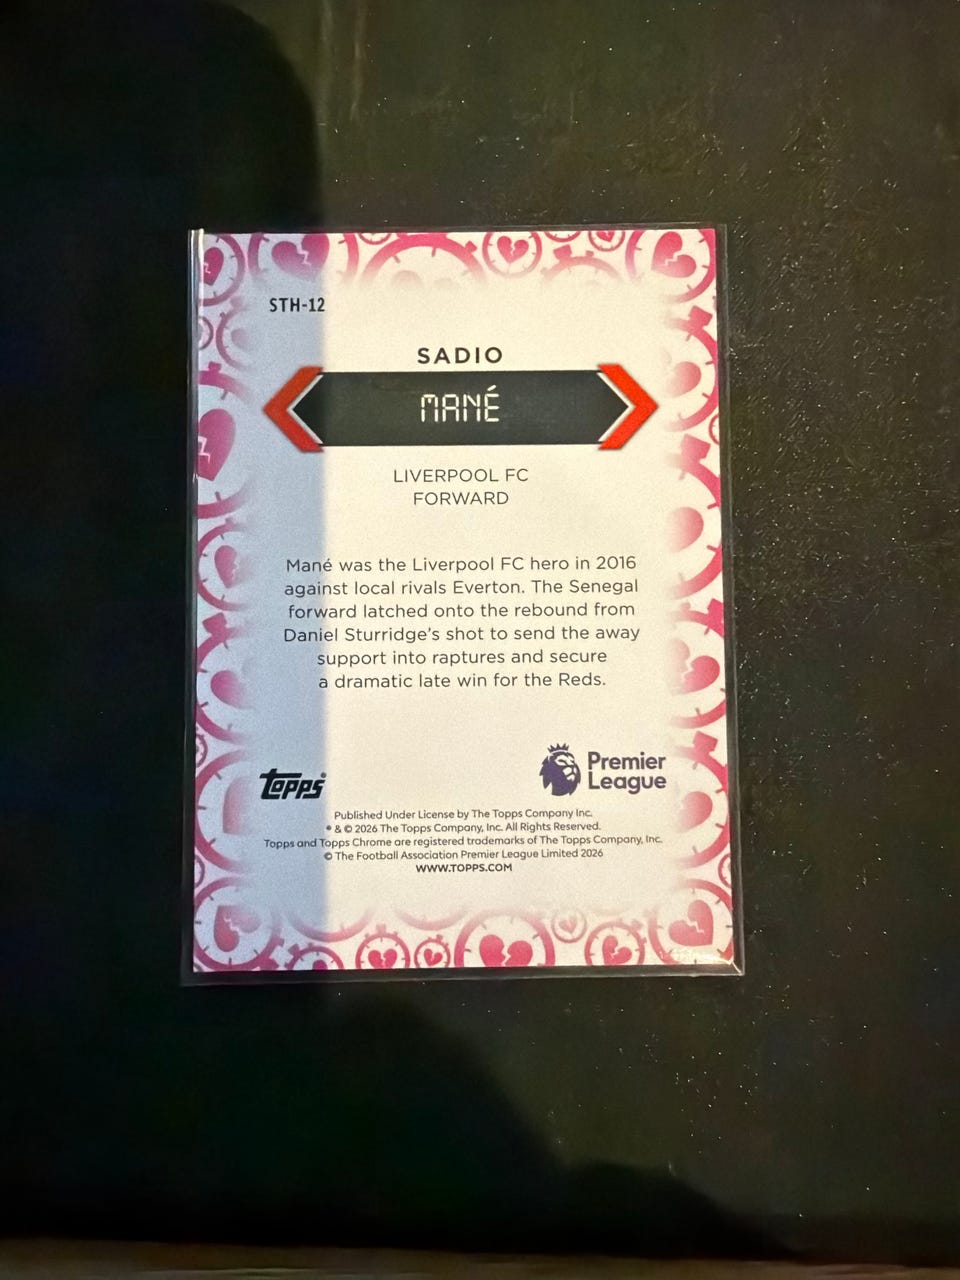 STH-12
SADIO
MANÉ
LIVERPOOL FC
FORWARD
Mané was the Liverpool FC hero in 2016
against local rivals Everton. The Senegal
forward latched onto the rebound from
Daniel Sturridge's shot to send the away
support into raptures and secure
a dramatic late win for the Reds.
Topps®
Premier
League
Published Under License by The Topps Company Inc.
® & © 2026 The Topps Company, Inc. All Rights Reserved.
Topps and Topps Chrome are registered trademarks of The Topps Company, Inc.
© The Football Association Premier League Limited 2026
WWW.TOPPS.COM